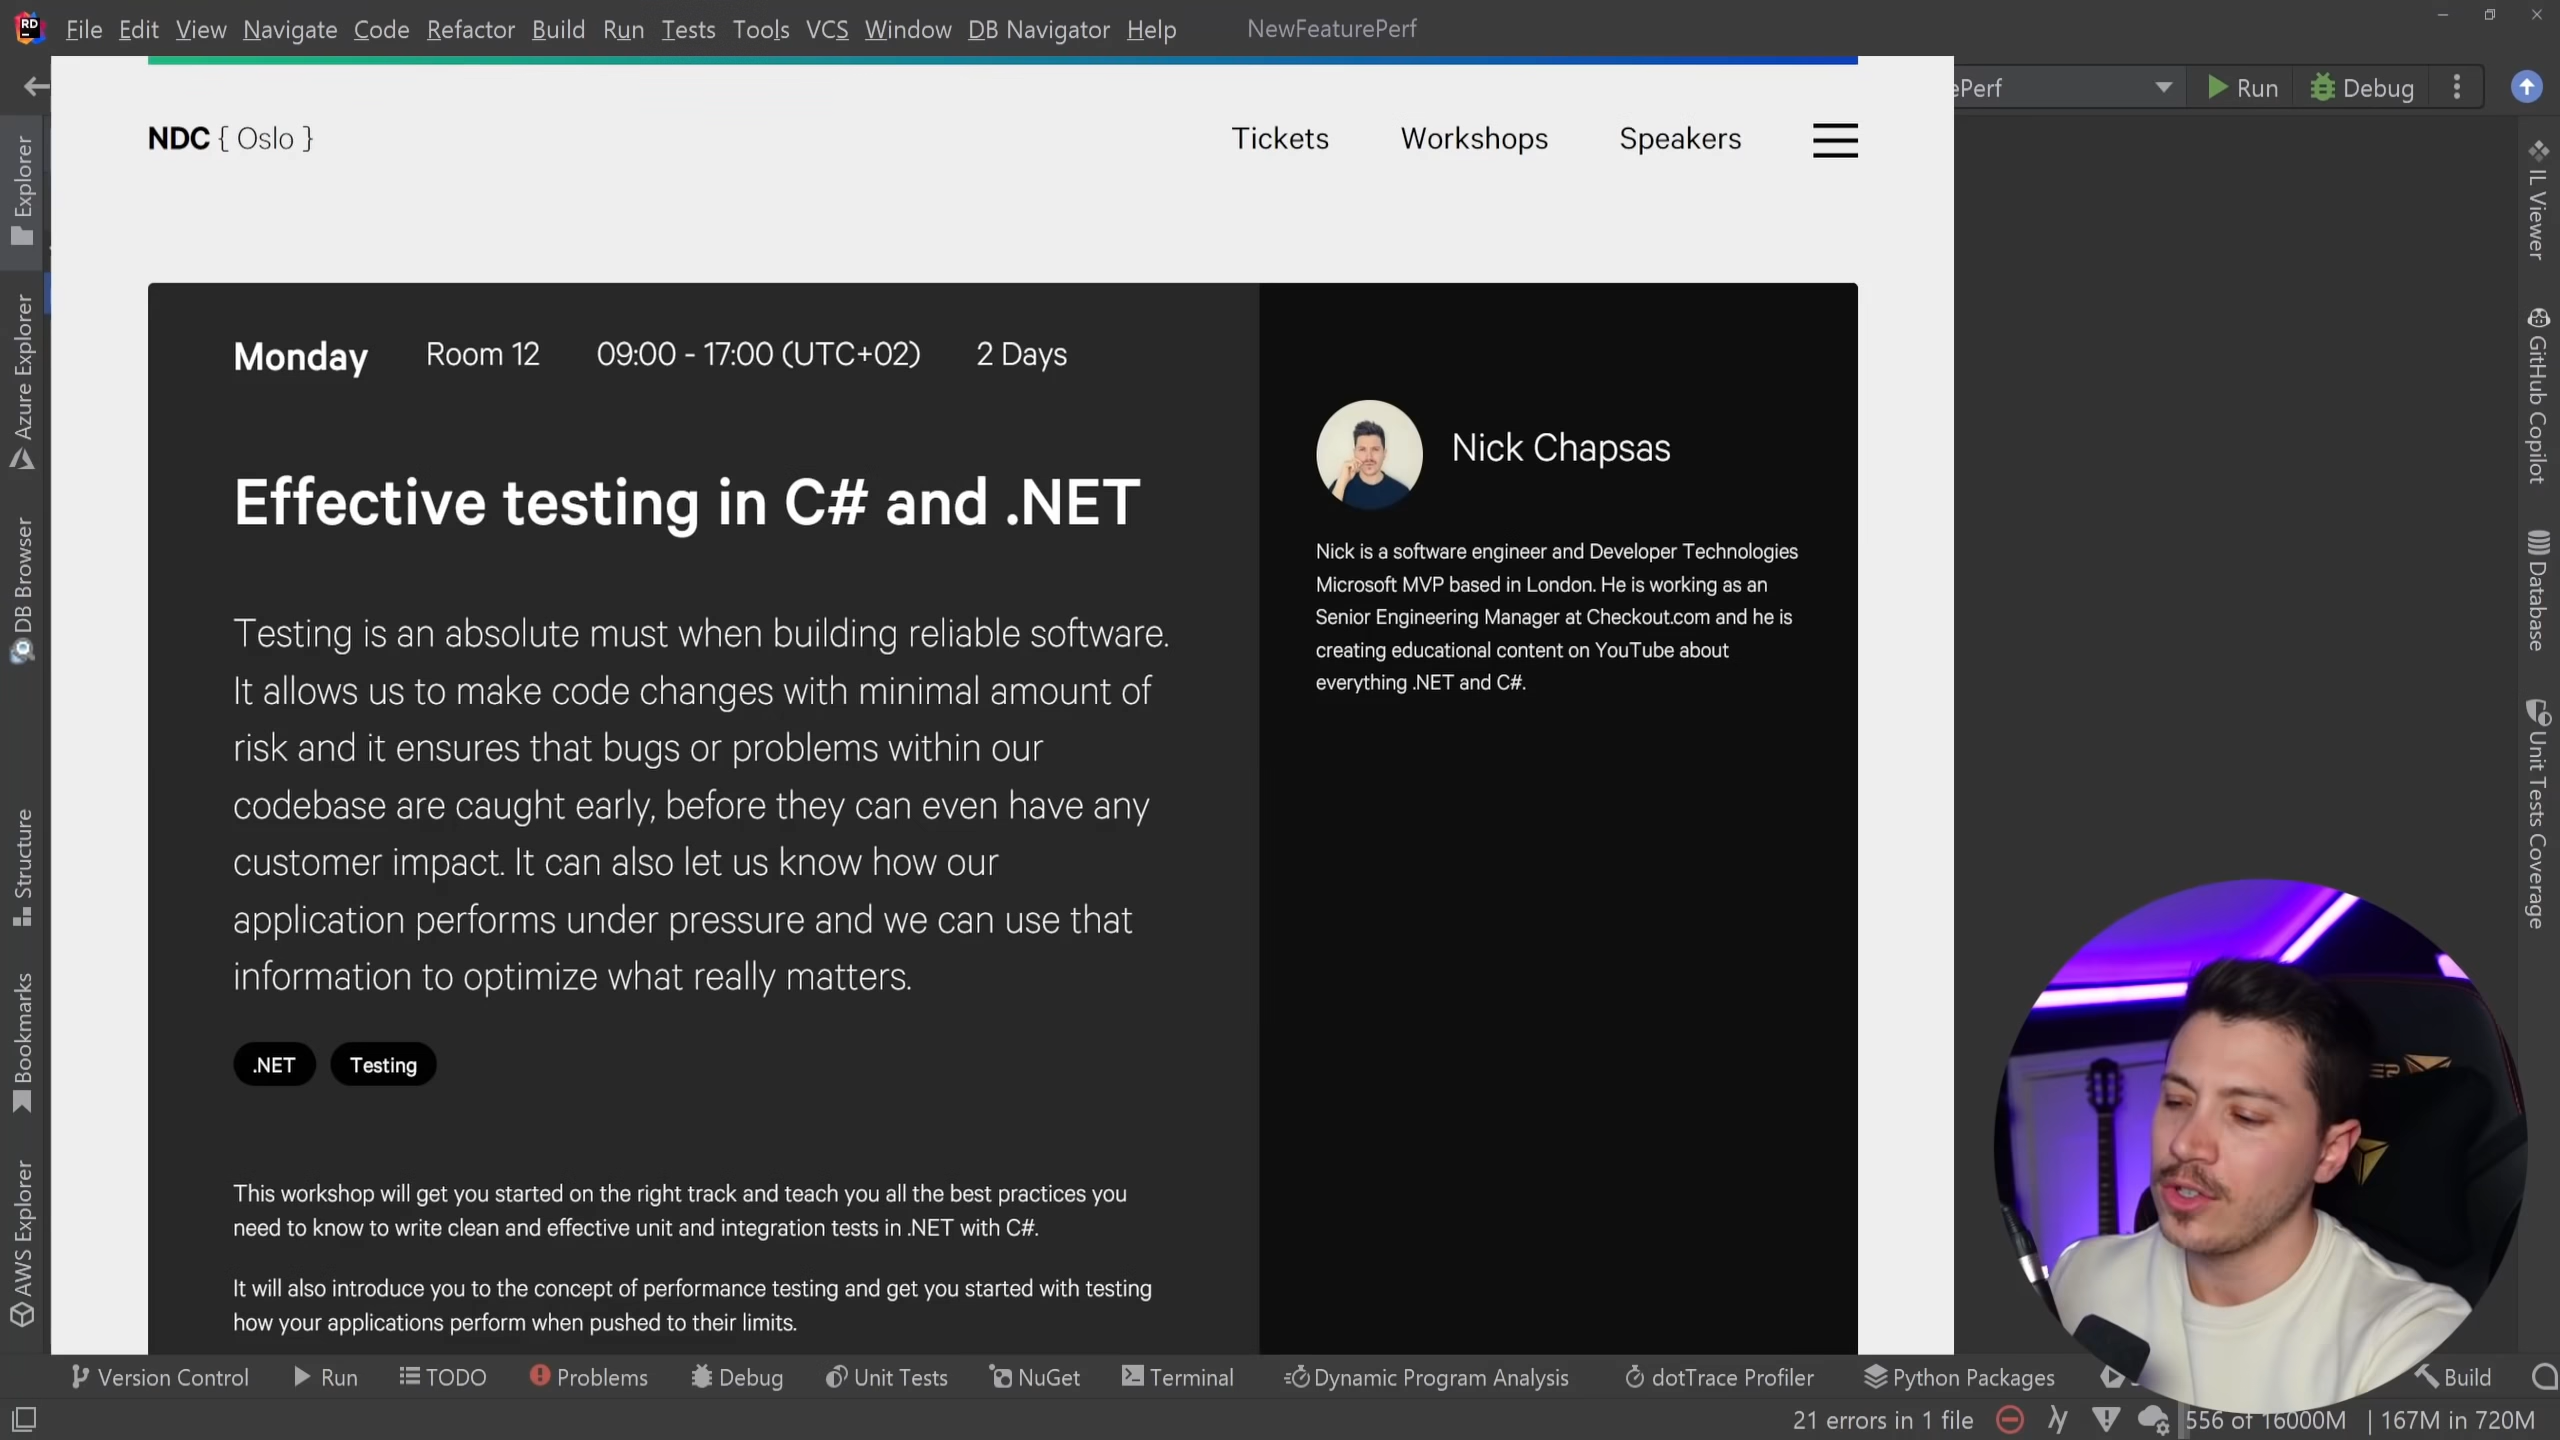 File Edit View Navigate Code Refactor Build Run Tests Tools VCS Window DB Navigator Help NewFeaturePerf
ePerf Run Debug
NDC { Oslo } Tickets Workshops Speakers
Explorer
Azure Explorer
DB Browser
Structure
Bookmarks
AWS Explorer
Monday Room 12 09:00 - 17:00 (UTC+02) 2 Days
Effective testing in C# and .NET
Testing is an absolute must when building reliable software.
It allows us to make code changes with minimal amount of
risk and it ensures that bugs or problems within our
codebase are caught early, before they can even have any
customer impact. It can also let us know how our
application performs under pressure and we can use that
information to optimize what really matters.
.NET Testing
This workshop will get you started on the right track and teach you all the best practices you
need to know to write clean and effective unit and integration tests in .NET with C#.
It will also introduce you to the concept of performance testing and get you started with testing
how your applications perform when pushed to their limits.
Nick Chapsas
Nick is a software engineer and Developer Technologies
Microsoft MVP based in London. He is working as an
Senior Engineering Manager at Checkout.com and he is
creating educational content on YouTube about
everything .NET and C#.
IL Viewer
GitHub Copilot
Database
Unit Tests Coverage
Version Control Run TODO Problems Debug Unit Tests NuGet Terminal Dynamic Program Analysis dotTrace Profiler Python Packages Build
21 errors in 1 file 556 of 16000M 167M in 720M